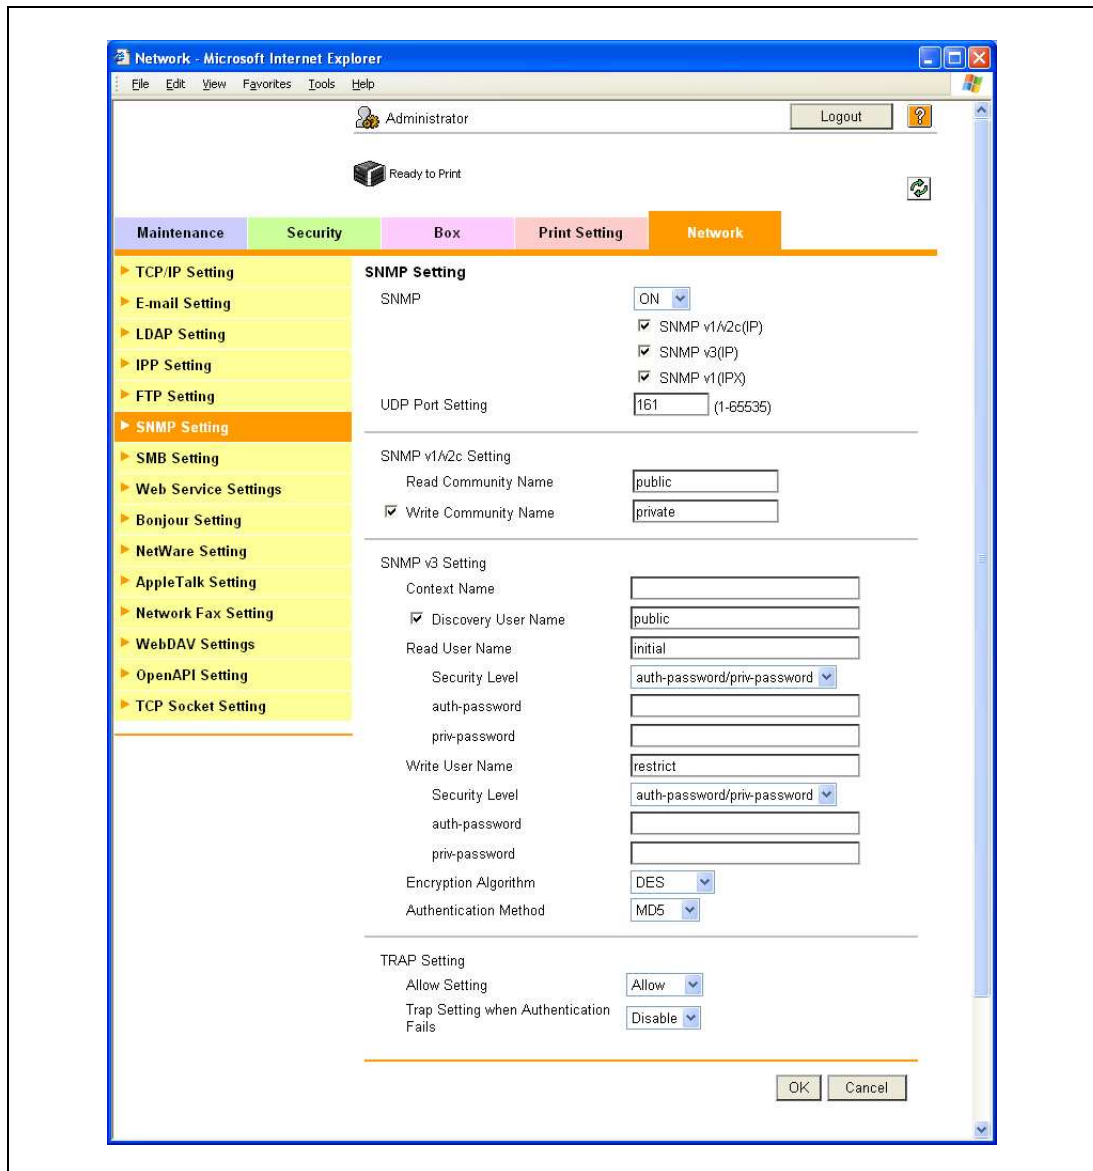 Network - Microsoft Internet Explorer
File Edit View Favorites Tools Help
Administrator
Logout
?
Ready to Print
Maintenance
Security
Box
Print Setting
Network
TCP/IP Setting
E-mail Setting
LDAP Setting
IPP Setting
FTP Setting
SNMP Setting
SMB Setting
Web Service Settings
Bonjour Setting
NetWare Setting
AppleTalk Setting
Network Fax Setting
WebDAV Settings
OpenAPI Setting
TCP Socket Setting
SNMP Setting
SNMP ON
SNMP v1/v2c(IP)
SNMP v3(IP)
SNMP v1(IPX)
UDP Port Setting 161 (1-65535)
SNMP v1/v2c Setting
Read Community Name public
Write Community Name private
SNMP v3 Setting
Context Name
Discovery User Name public
Read User Name initial
Security Level auth-password/priv-password
auth-password
priv-password
Write User Name restrict
Security Level auth-password/priv-password
auth-password
priv-password
Encryption Algorithm DES
Authentication Method MD5
TRAP Setting
Allow Setting Allow
Trap Setting when Authentication
Fails Disable
OK Cancel